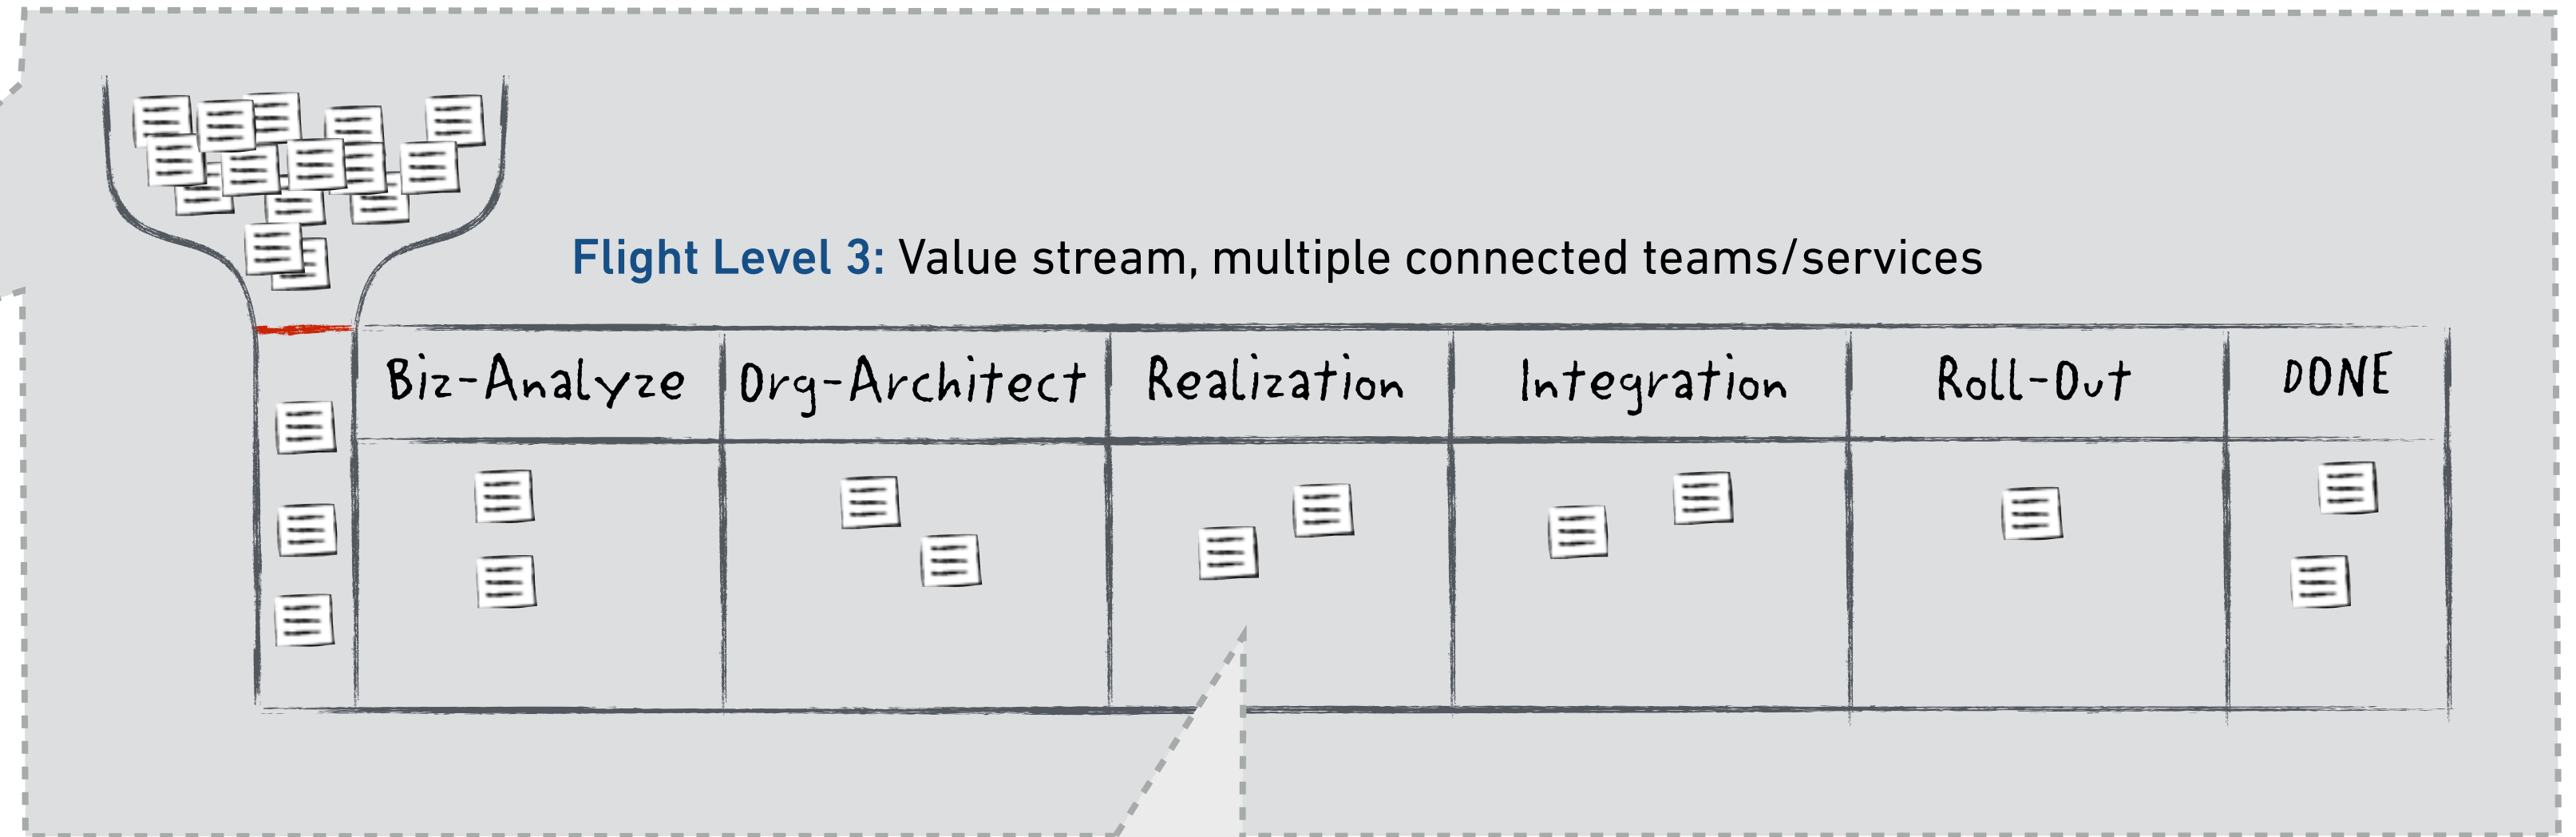 Flight Level 3: Value stream, multiple connected teams/services
Biz-Analyze Org-Architect Realization Integration Roll-Out DONE